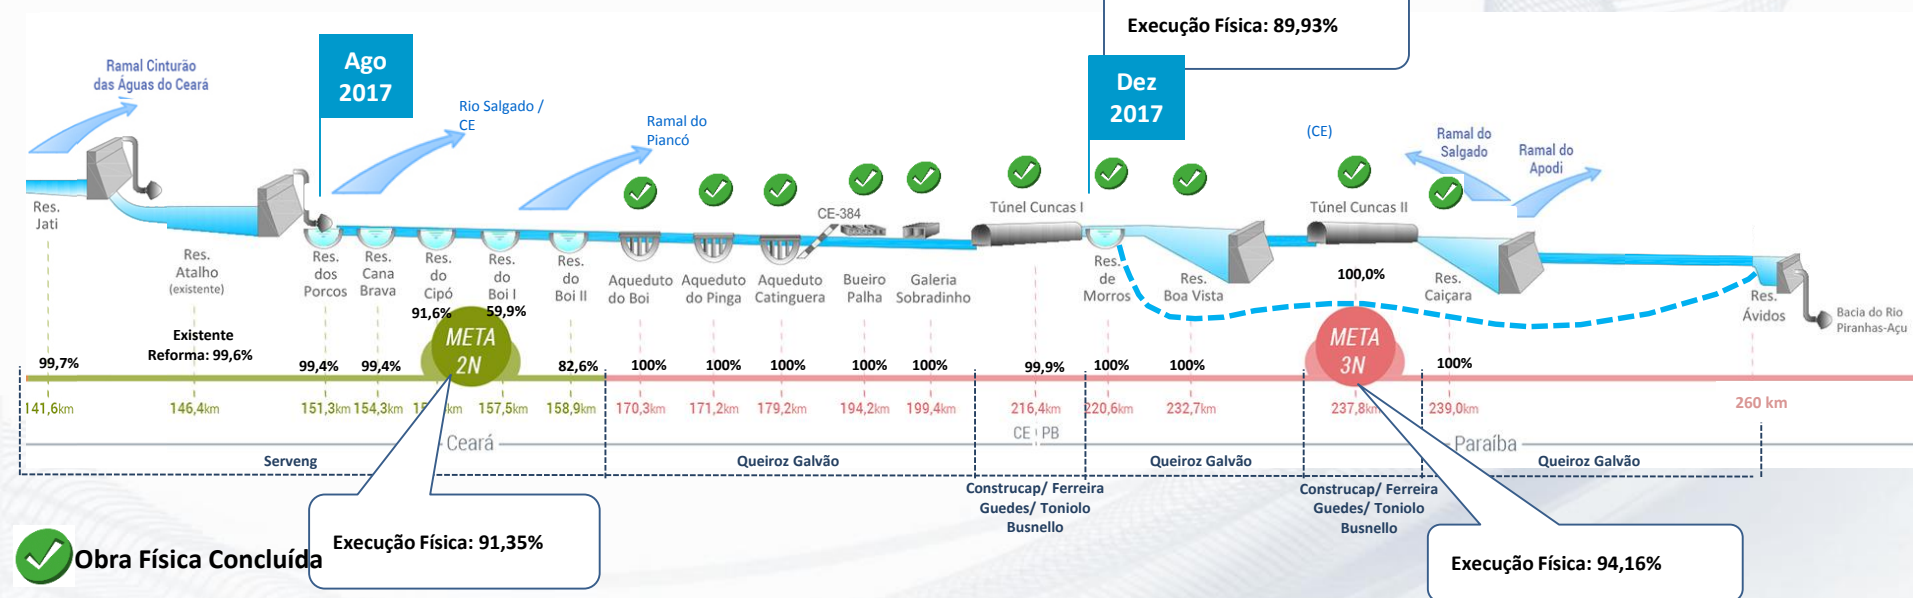 Execução Física: 89,93%
Ago
2017
Dez
2017
Ramal Cinturão
das Águas do Ceará
Rio Salgado /
CE
Ramal do
Piancó
(CE)
Ramal do
Salgado
Ramal do
Apodi
CE-384
Túnel Cuncas I
Túnel Cuncas II
Res.
Jati
Res.
Atalho
(existente)
Res.
dos
Porcos
Res.
Cana
Brava
Res.
do
Cipó
Res.
do
Boi I
Res.
do
Boi II
Aqueduto
do Boi
Aqueduto
do Pinga
Aqueduto
Catinguera
Bueiro
Palha
Galeria
Sobradinho
Res.
de
Morros
Res.
Boa Vista
Res.
Caiçara
Res.
Ávidos
Bacia do Rio
Piranhas-Açu
100,0%
91,6%
59,9%
Existente
Reforma: 99,6%
META
2N
META
3N
99,7%
99,4%
99,4%
82,6%
100%
100%
100%
100%
100%
99,9%
100%
100%
100%
141,6km
146,4km
151,3km
154,3km
157,5km
158,9km
170,3km
171,2km
179,2km
194,2km
199,4km
216,4km
220,6km
232,7km
237,8km
239,0km
260 km
CE PB
Ceará
Paraíba
Serveng
Queiroz Galvão
Queiroz Galvão
Queiroz Galvão
Construcap/ Ferreira
Guedes/ Toniolo
Busnello
Construcap/ Ferreira
Guedes/ Toniolo
Busnello
Execução Física: 91,35%
Obra Física Concluída
Execução Física: 94,16%